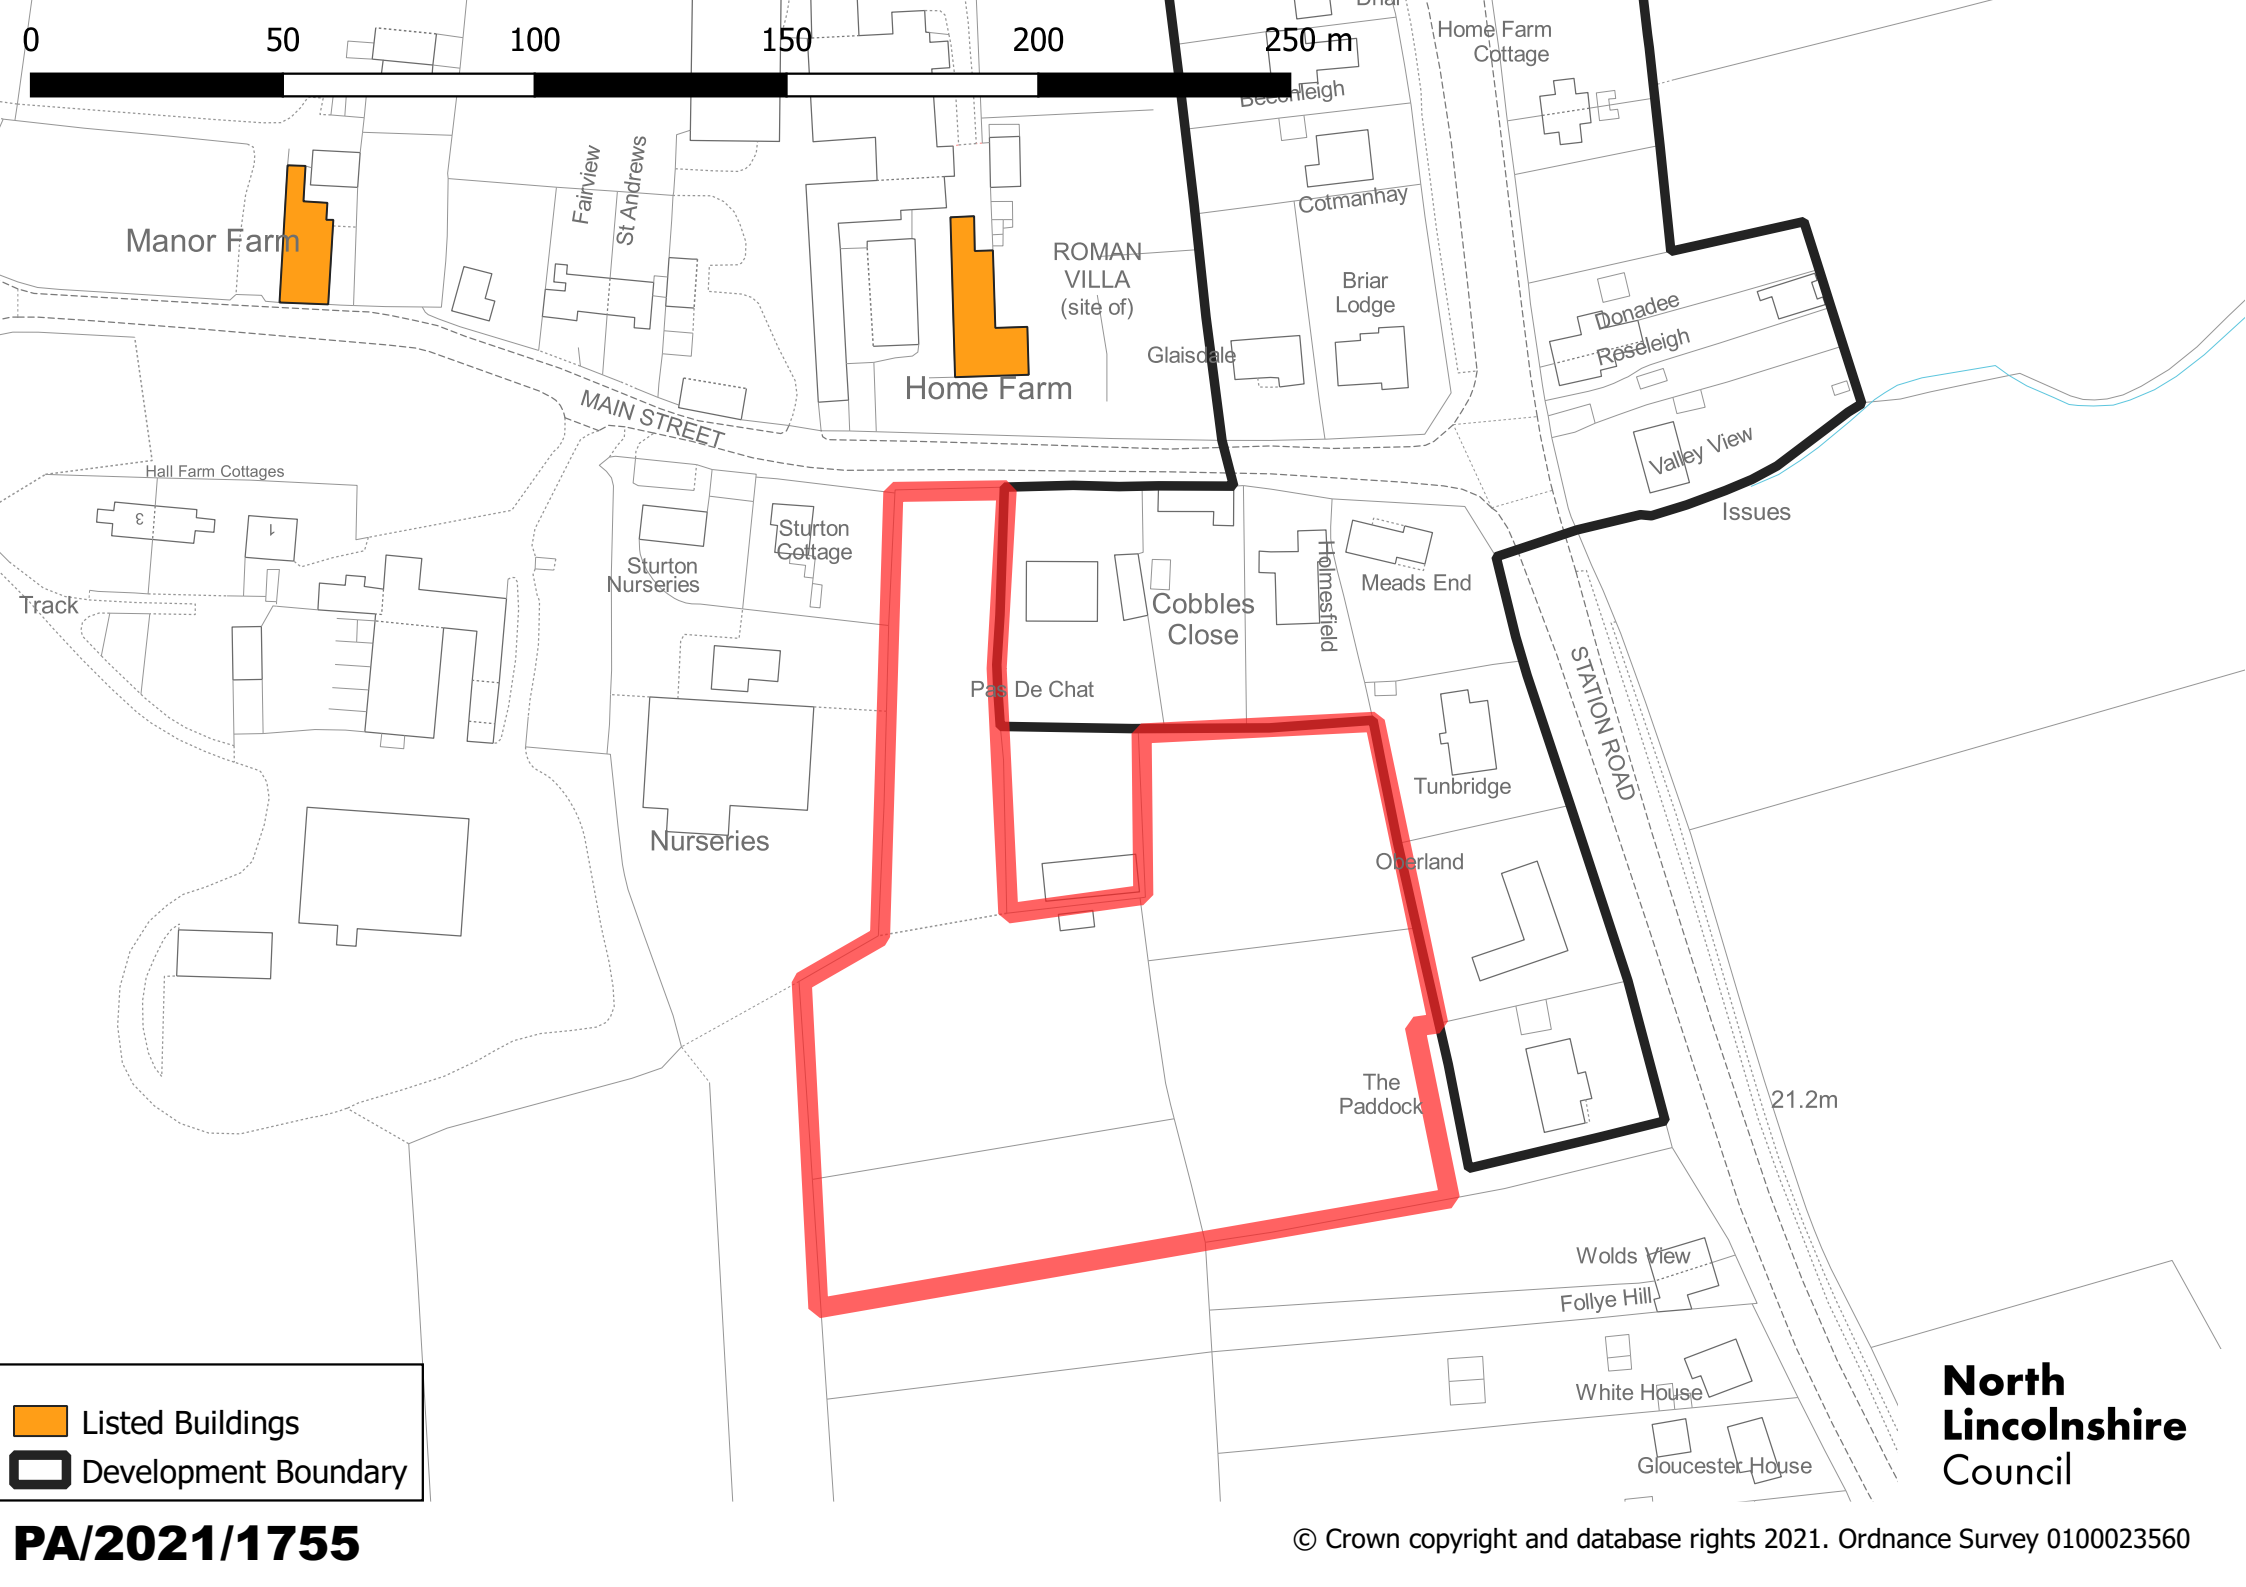 0 50 100 150 200 250 m
Home Farm
Cottage
Beechleigh
Fairview
St Andrews
Cotmanhay
Manor Farm
ROMAN
VILLA
(site of)
Briar
Lodge
Donadee
Roseleigh
Glaisdale
Home Farm
MAIN STREET
Valley View
Hall Farm Cottages
3
1
Issues
Sturton
Cottage
Sturton
Nurseries
Holmesfield
Meads End
Track
Cobbles
Close
Pas De Chat
STATION ROAD
Tunbridge
Nurseries
Oberland
The
Paddock
21.2m
Wolds View
Follye Hill
White House
Gloucester House
Listed Buildings
Development Boundary
North
Lincolnshire
Council
PA/2021/1755
© Crown copyright and database rights 2021. Ordnance Survey 0100023560